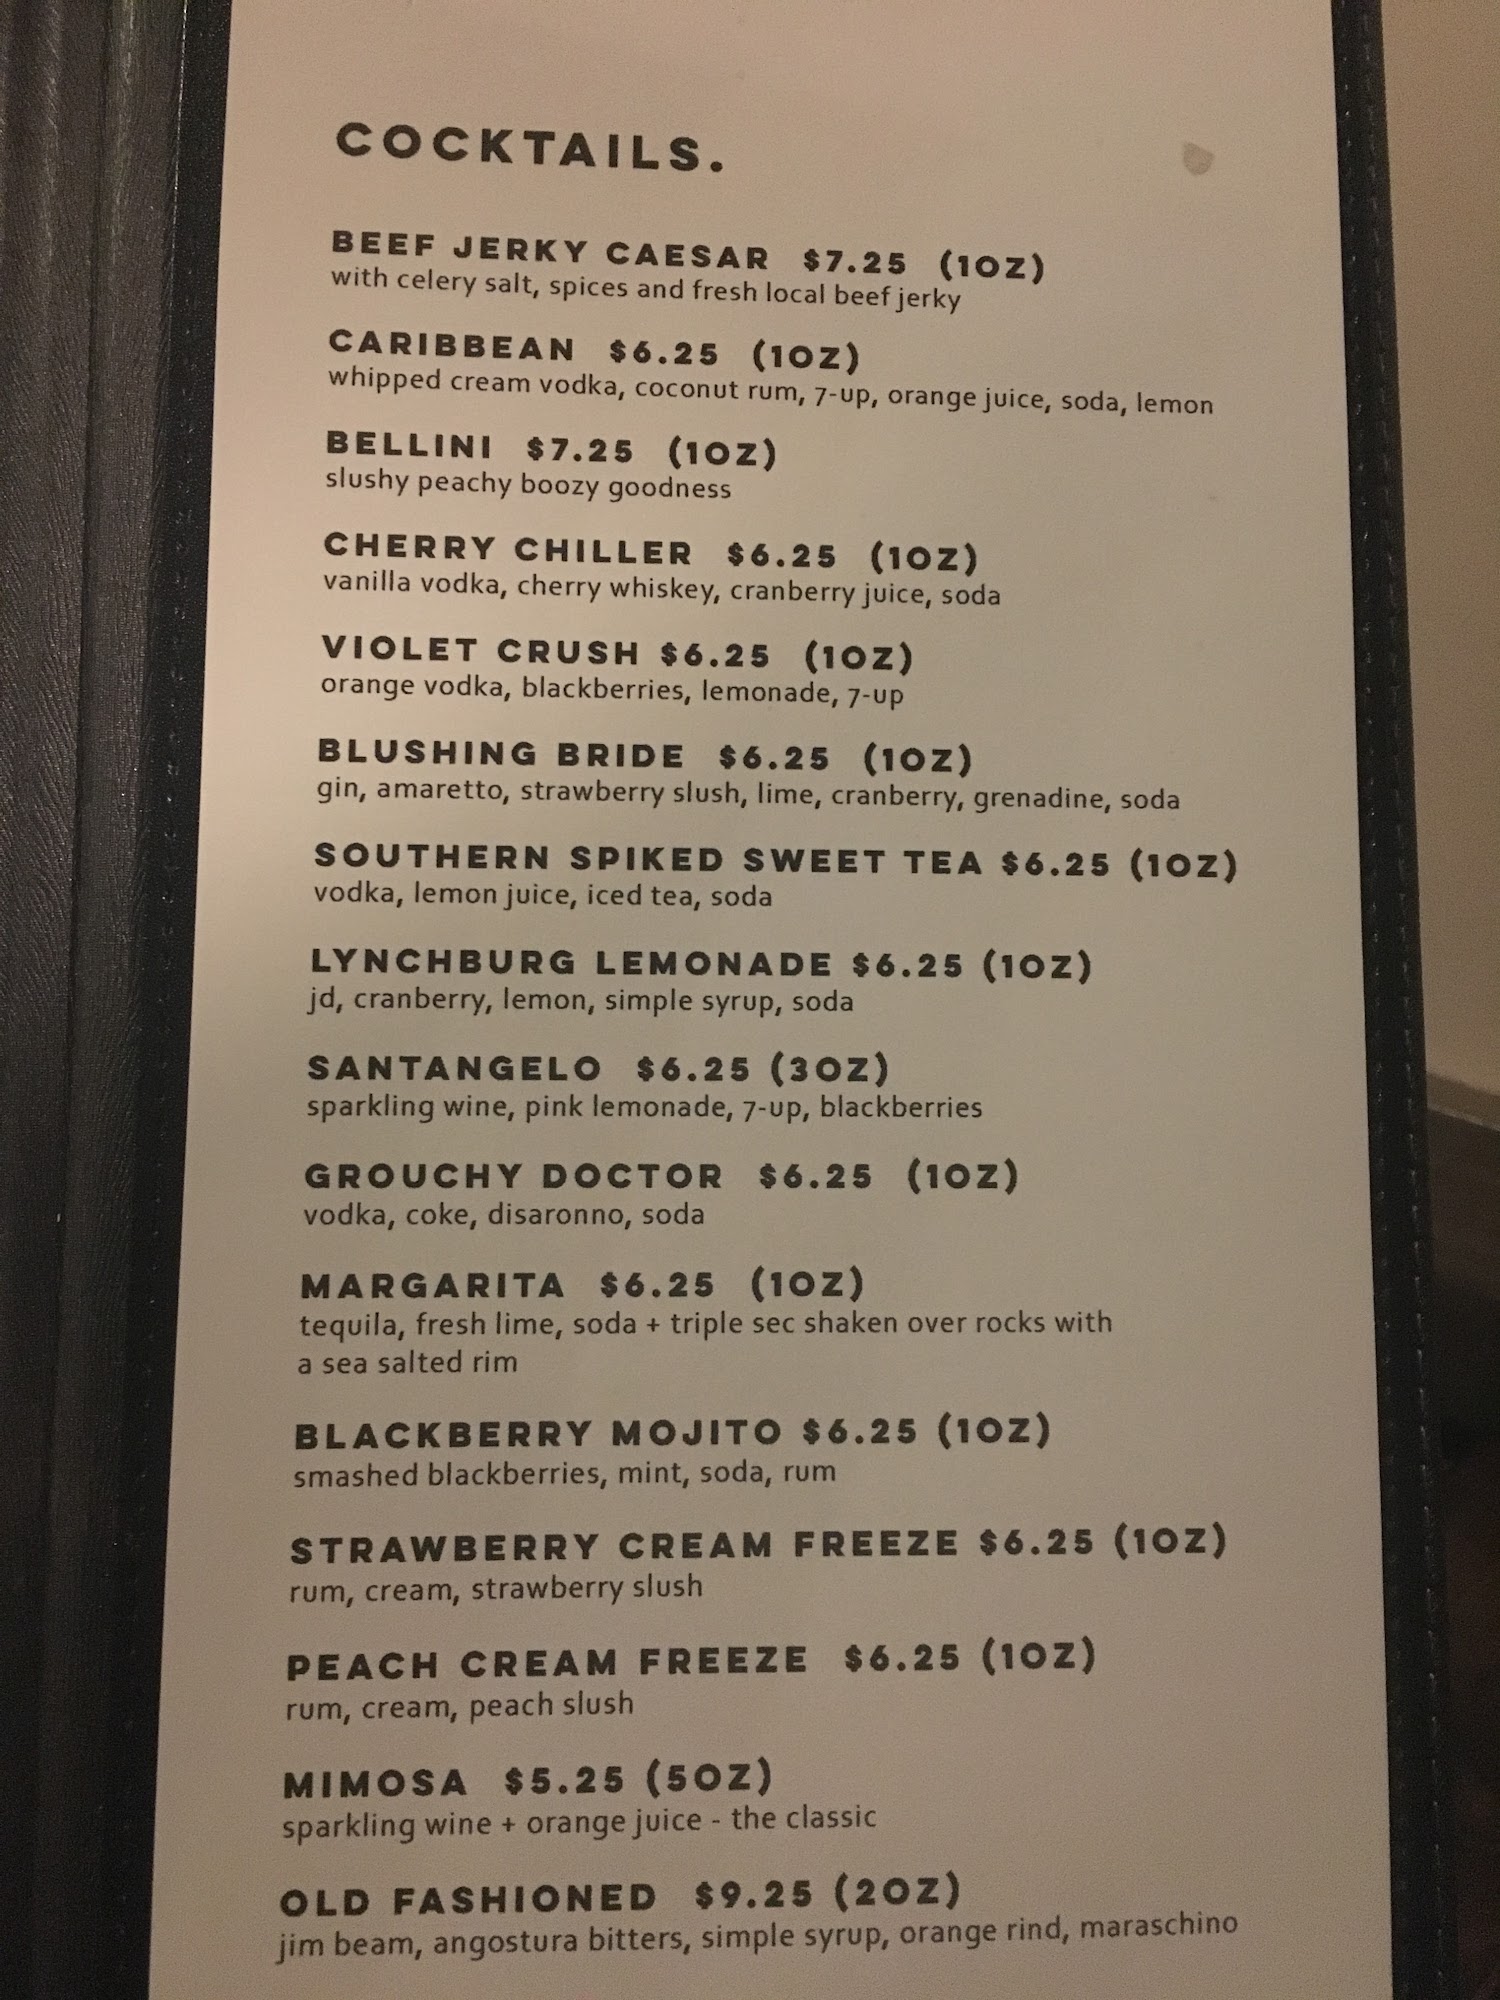 COCKTAILS.
BEEF JERKY CAESAR $7.25 (1OZ)
with celery salt, spices and fresh local beef jerky
CARIBBEAN $6.25 (1OZ)
whipped cream vodka, coconut rum, 7-up, orange juice, soda, lemon
BELLINI $7.25 (1OZ)
slushy peachy boozy goodness
CHERRY CHILLER $6.25 (1OZ)
vanilla vodka, cherry whiskey, cranberry juice, soda
VIOLET CRUSH $6.25 (1OZ)
orange vodka, blackberries, lemonade, 7-up
BLUSHING BRIDE $6.25 (1OZ)
gin, amaretto, strawberry slush, lime, cranberry, grenadine, soda
SOUTHERN SPIKED SWEET TEA $6.25 (1OZ)
vodka, lemon juice, iced tea, soda
LYNCHBURG LEMONADE $6.25 (1OZ)
jd, cranberry, lemon, simple syrup, soda
SANTANGELO $6.25 (3OZ)
sparkling wine, pink lemonade, 7-up, blackberries
GROUCHY DOCTOR $6.25 (1OZ)
vodka, coke, disaronno, soda
MARGARITA $6.25 (1OZ)
tequila, fresh lime, soda + triple sec shaken over rocks with
a sea salted rim
BLACKBERRY MOJITO $6.25 (1OZ)
smashed blackberries, mint, soda, rum
STRAWBERRY CREAM FREEZE $6.25 (1OZ)
rum, cream, strawberry slush
PEACH CREAM FREEZE $6.25 (1OZ)
rum, cream, peach slush
MIMOSA $5.25 (5OZ)
sparkling wine + orange juice - the classic
OLD FASHIONED $9.25 (2OZ)
jim beam, angostura bitters, simple syrup, orange rind, maraschino